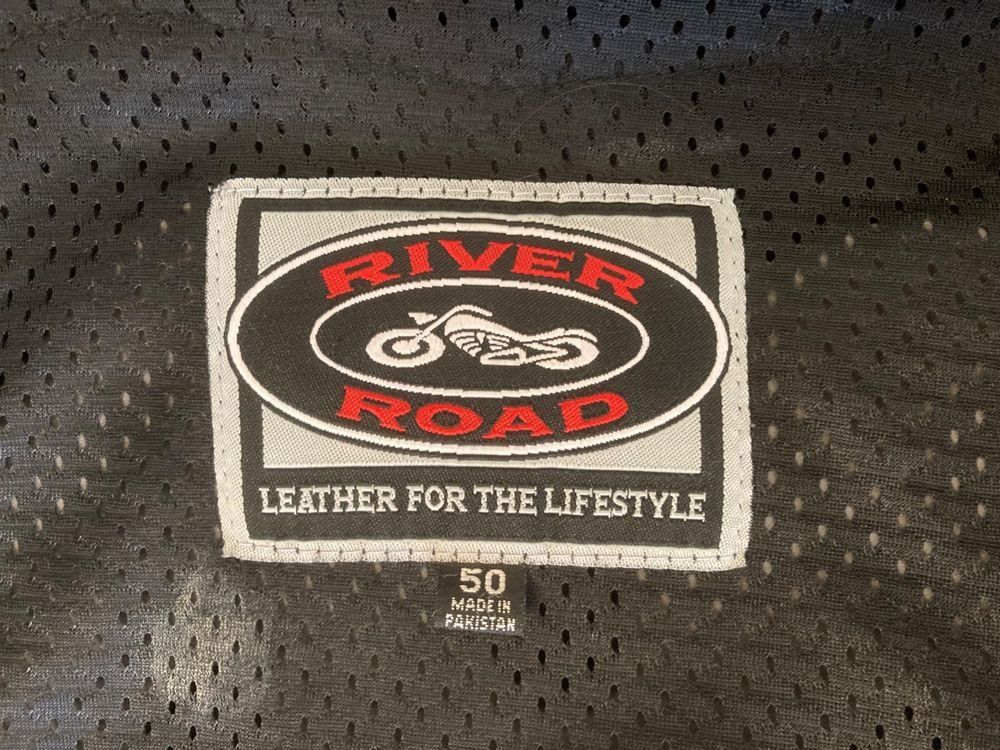 RIVER
ROAD
LEATHER FOR THE LIFESTYLE
50
MADE IN
PAKISTAN